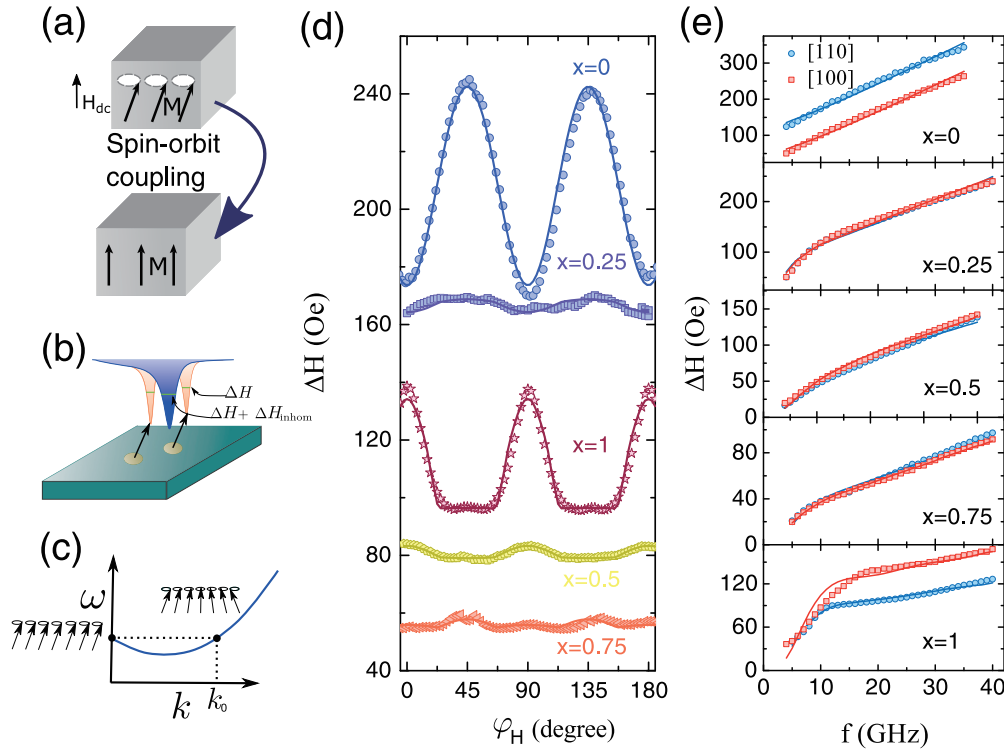 (a)
H_dc
M
Spin-orbit
coupling
M
(b)
ΔH
ΔH+ ΔH_inhom
(c)
ω
k
k_0
(d)
ΔH (Oe)
240
200
160
120
80
40
x=0
x=0.25
x=1
x=0.5
x=0.75
0 45 90 135 180
φ_H (degree)
(e)
ΔH (Oe)
300
200
100
[110]
[100]
x=0
200
100
0
x=0.25
150
100
50
0
x=0.5
80
40
0
x=0.75
120
60
0
x=1
0 10 20 30 40
f (GHz)